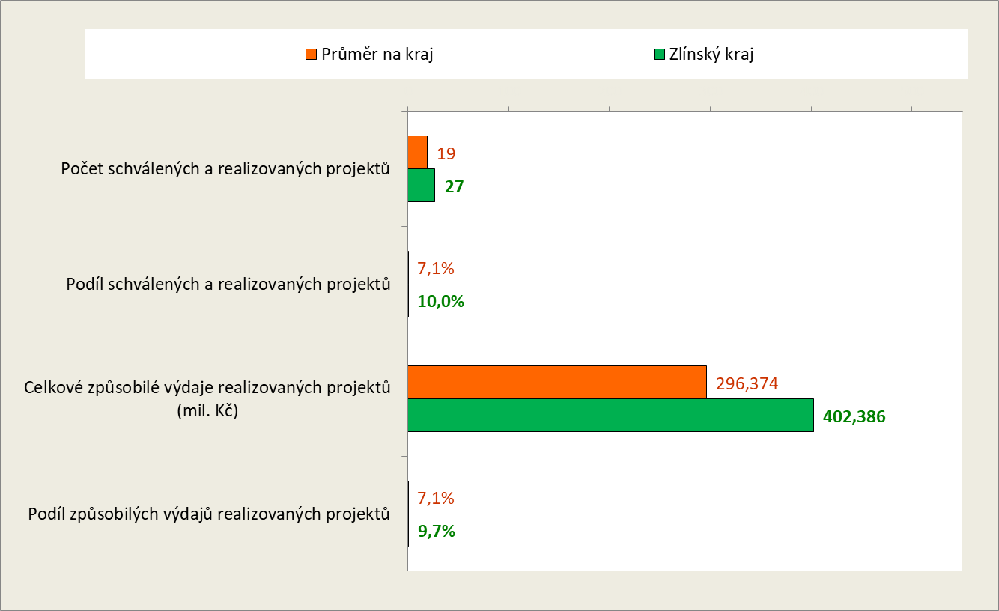 Průměr na kraj
Zlínský kraj
Počet schválených a realizovaných projektů
19
27
Podíl schválených a realizovaných projektů
7,1%
10,0%
Celkové způsobilé výdaje realizovaných projektů
(mil. Kč)
296,374
402,386
Podíl způsobilých výdajů realizovaných projektů
7,1%
9,7%